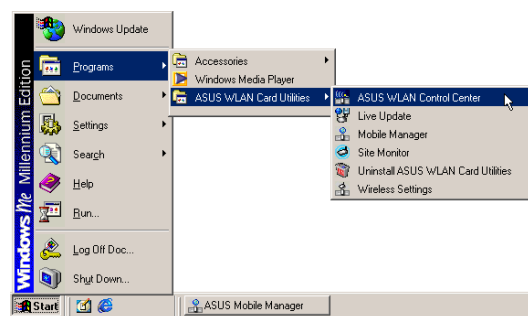 Windows Update
Programs
Documents
Settings
Search
Help
Run...
Log Off Doc...
Shut Down...
Windows Me Millennium Edition
Accessories
Windows Media Player
ASUS WLAN Card Utilities
ASUS WLAN Control Center
Live Update
Mobile Manager
Site Monitor
Uninstall ASUS WLAN Card Utilities
Wireless Settings
Start
ASUS Mobile Manager